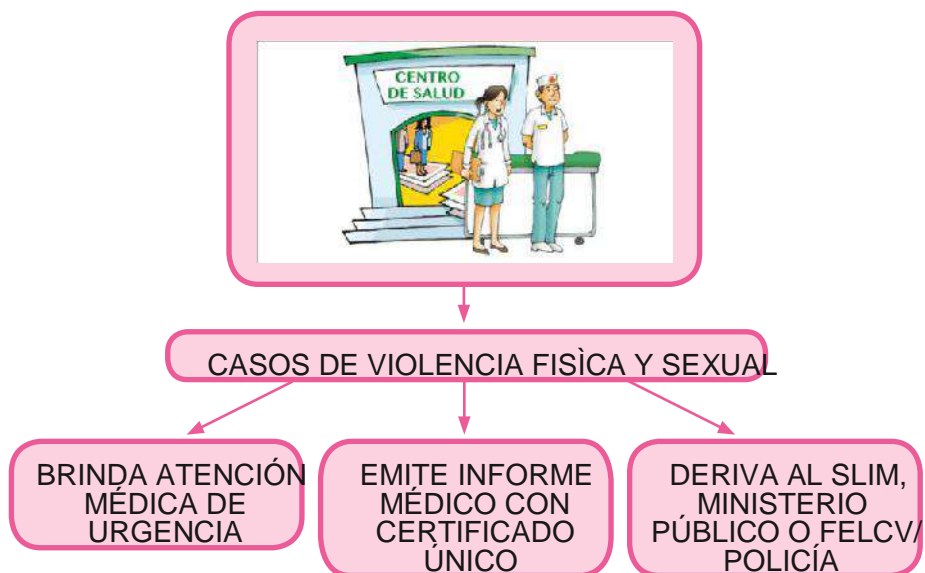 CENTRO
DE SALUD
CASOS DE VIOLENCIA FISÌCA Y SEXUAL
BRINDA ATENCIÓN
MÉDICA DE
URGENCIA
EMITE INFORME
MÉDICO CON
CERTIFICADO
ÚNICO
DERIVA AL SLIM,
MINISTERIO
PÚBLICO O FELCV/
POLICÍA